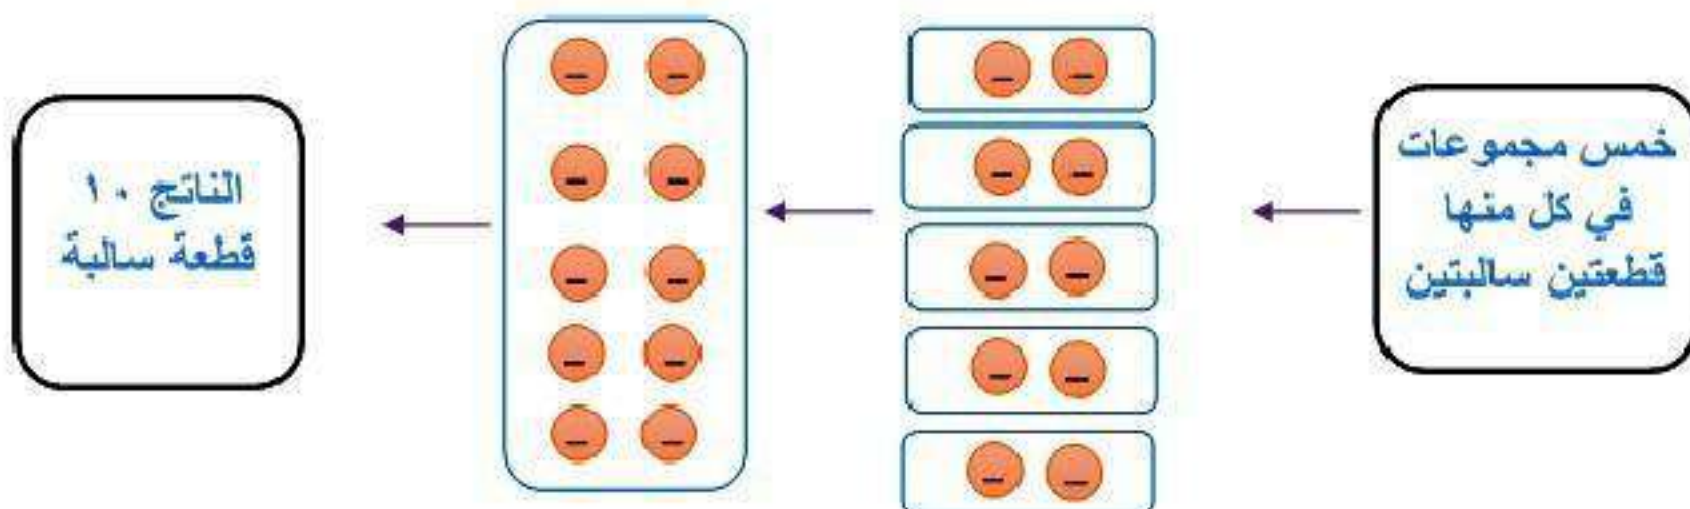 خمس مجموعات
في كل منها
قطعتين سالبتين
الناتج ١٠
قطعة سالبة